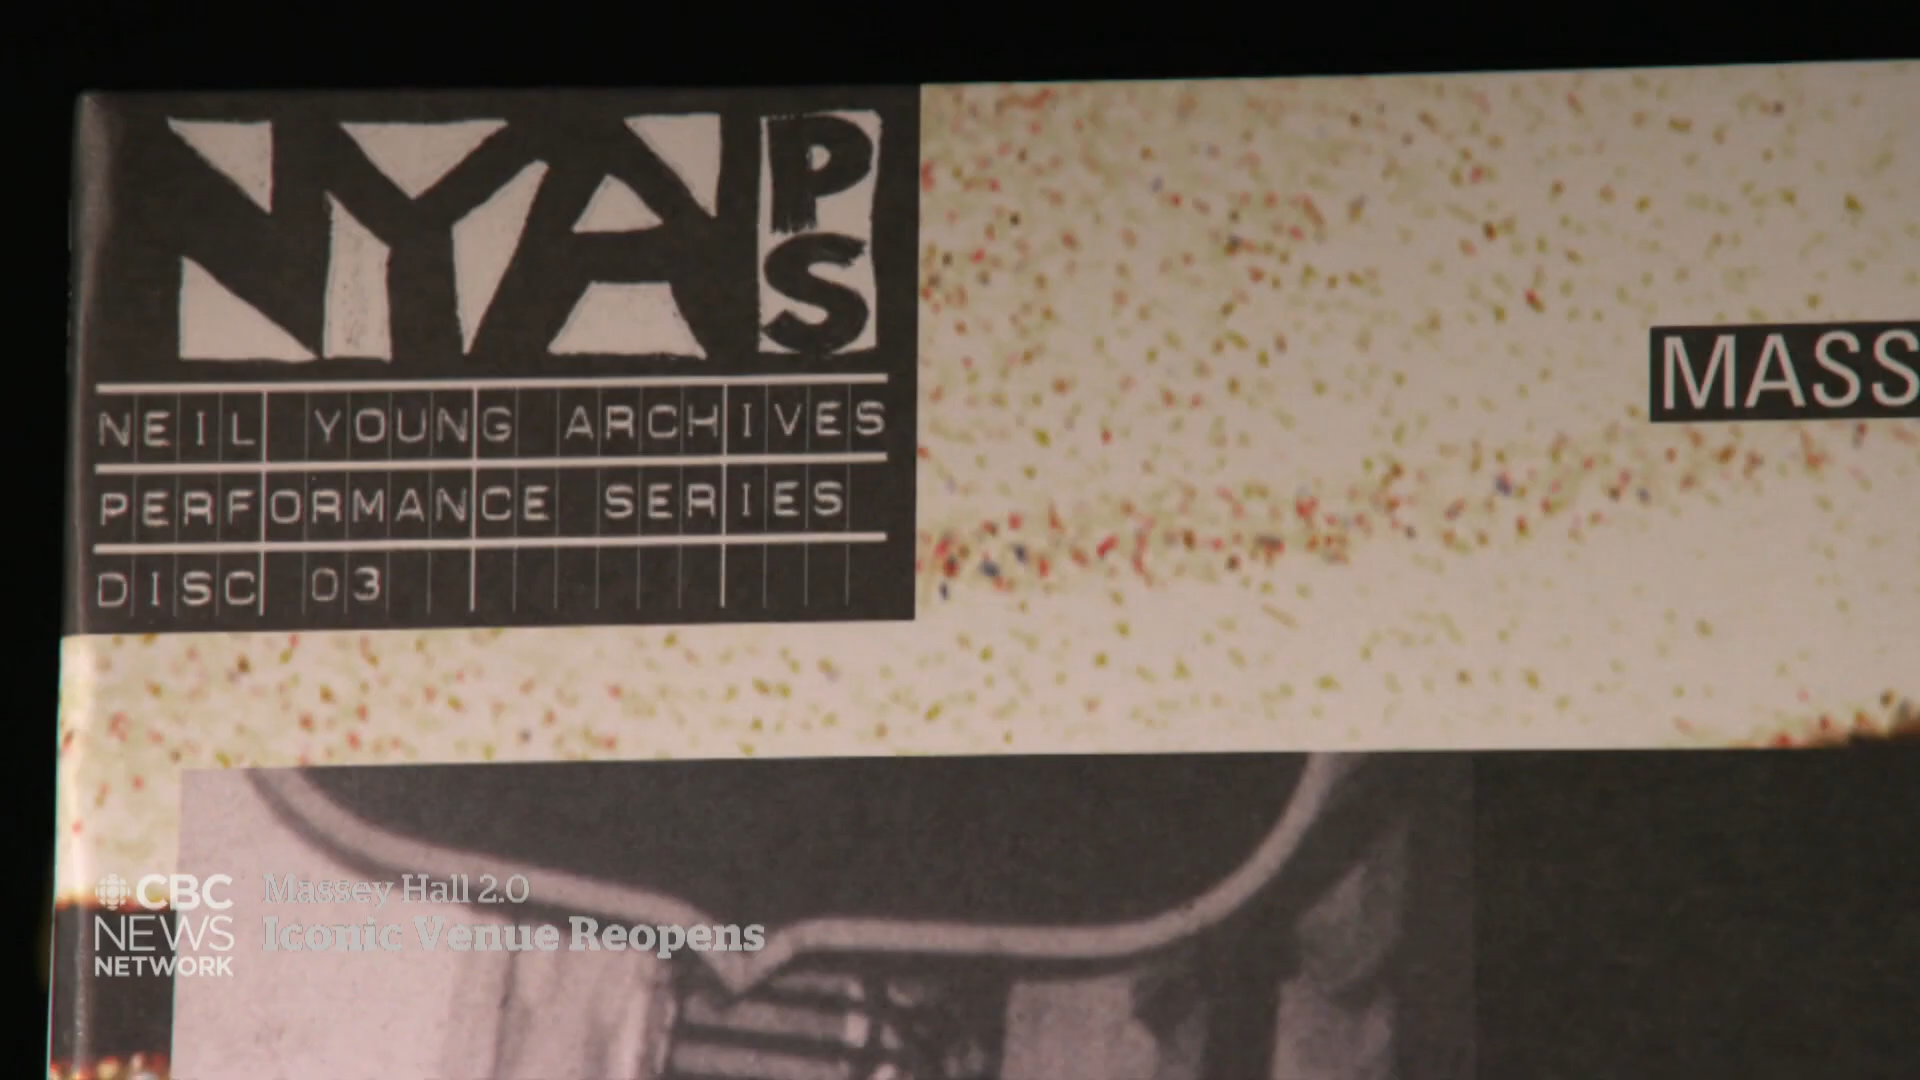 NYA
PS
MASS
NEIL YOUNG ARCHIVES
PERFORMANCE SERIES
DISC 03
CBC
NEWS
NETWORK
Massey Hall 2.0
Iconic Venue Reopens